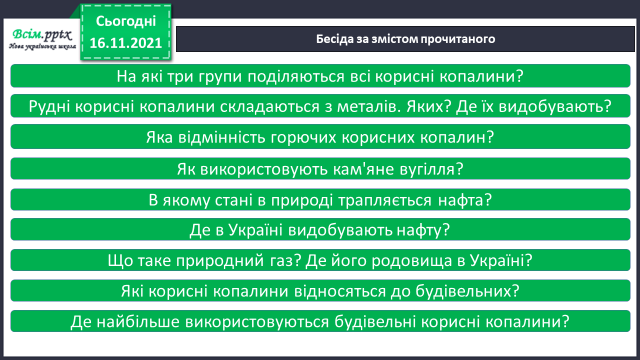 Всім.pptx
Нова українська школа
Сьогодні
16.11.2021
Бесіда за змістом прочитаного
На які три групи поділяються всі корисні копалини?
Рудні корисні копалини складаються з металів. Яких? Де їх видобувають?
Яка відмінність горючих корисних копалин?
Як використовують кам'яне вугілля?
В якому стані в природі трапляється нафта?
Де в Україні видобувають нафту?
Що таке природний газ? Де його родовища в Україні?
Які корисні копалини відносяться до будівельних?
Де найбільше використовуються будівельні корисні копалини?